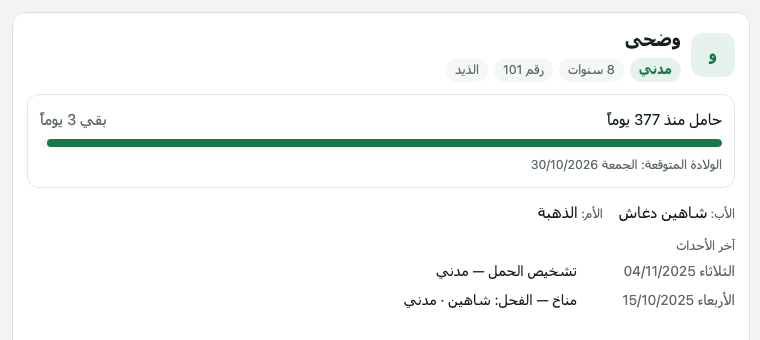 و
وضحى
مدني
8 سنوات
رقم 101
الذيد
حامل منذ 377 يوماً
بقي 3 يوماً
الولادة المتوقعة: الجمعة 30/10/2026
الأب: شاهين دغاش الأم: الذهبة
آخر الأحداث
الثلاثاء 04/11/2025 تشخيص الحمل — مدني
الأربعاء 15/10/2025 مناخ — الفحل: شاهين · مدني